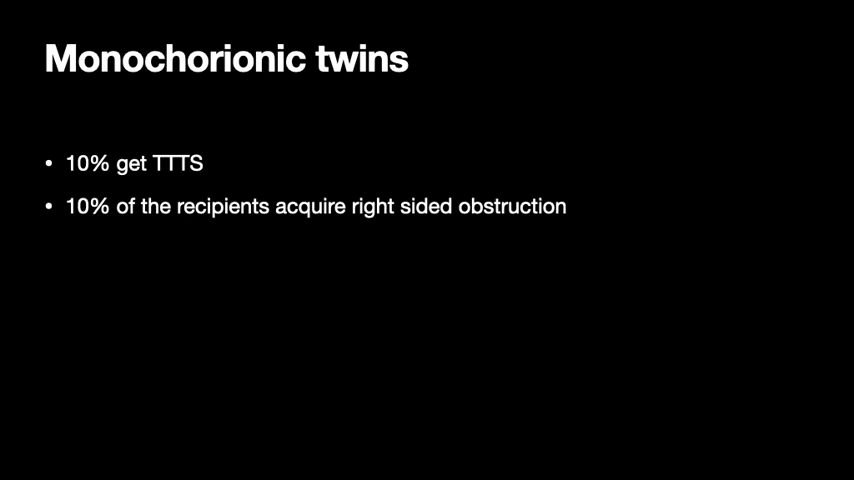 Monochorionic twins
• 10% get TTTS
• 10% of the recipients acquire right sided obstruction